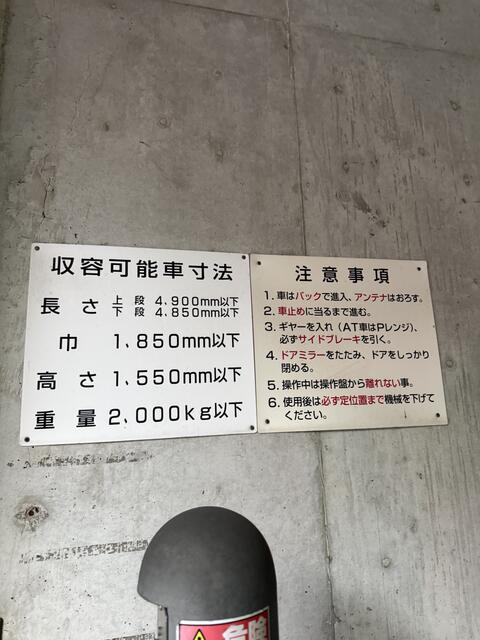 収容可能車寸法
長さ 上段 4,900mm以下
下段 4,850mm以下
巾 1,850mm以下
高さ 1,550mm以下
重量 2,000kg以下
注意事項
1. 車はバックで進入、アンテナはおろす。
2. 車止めに当るまで進む。
3. ギヤーを入れ（AT車はPレンジ）、
必ずサイドブレーキを引く。
4. ドアミラーをたたみ、ドアをしっかり
閉める。
5. 操作中は操作盤から離れない事。
6. 使用後は必ず定位置まで機械を下げて
ください。
危険